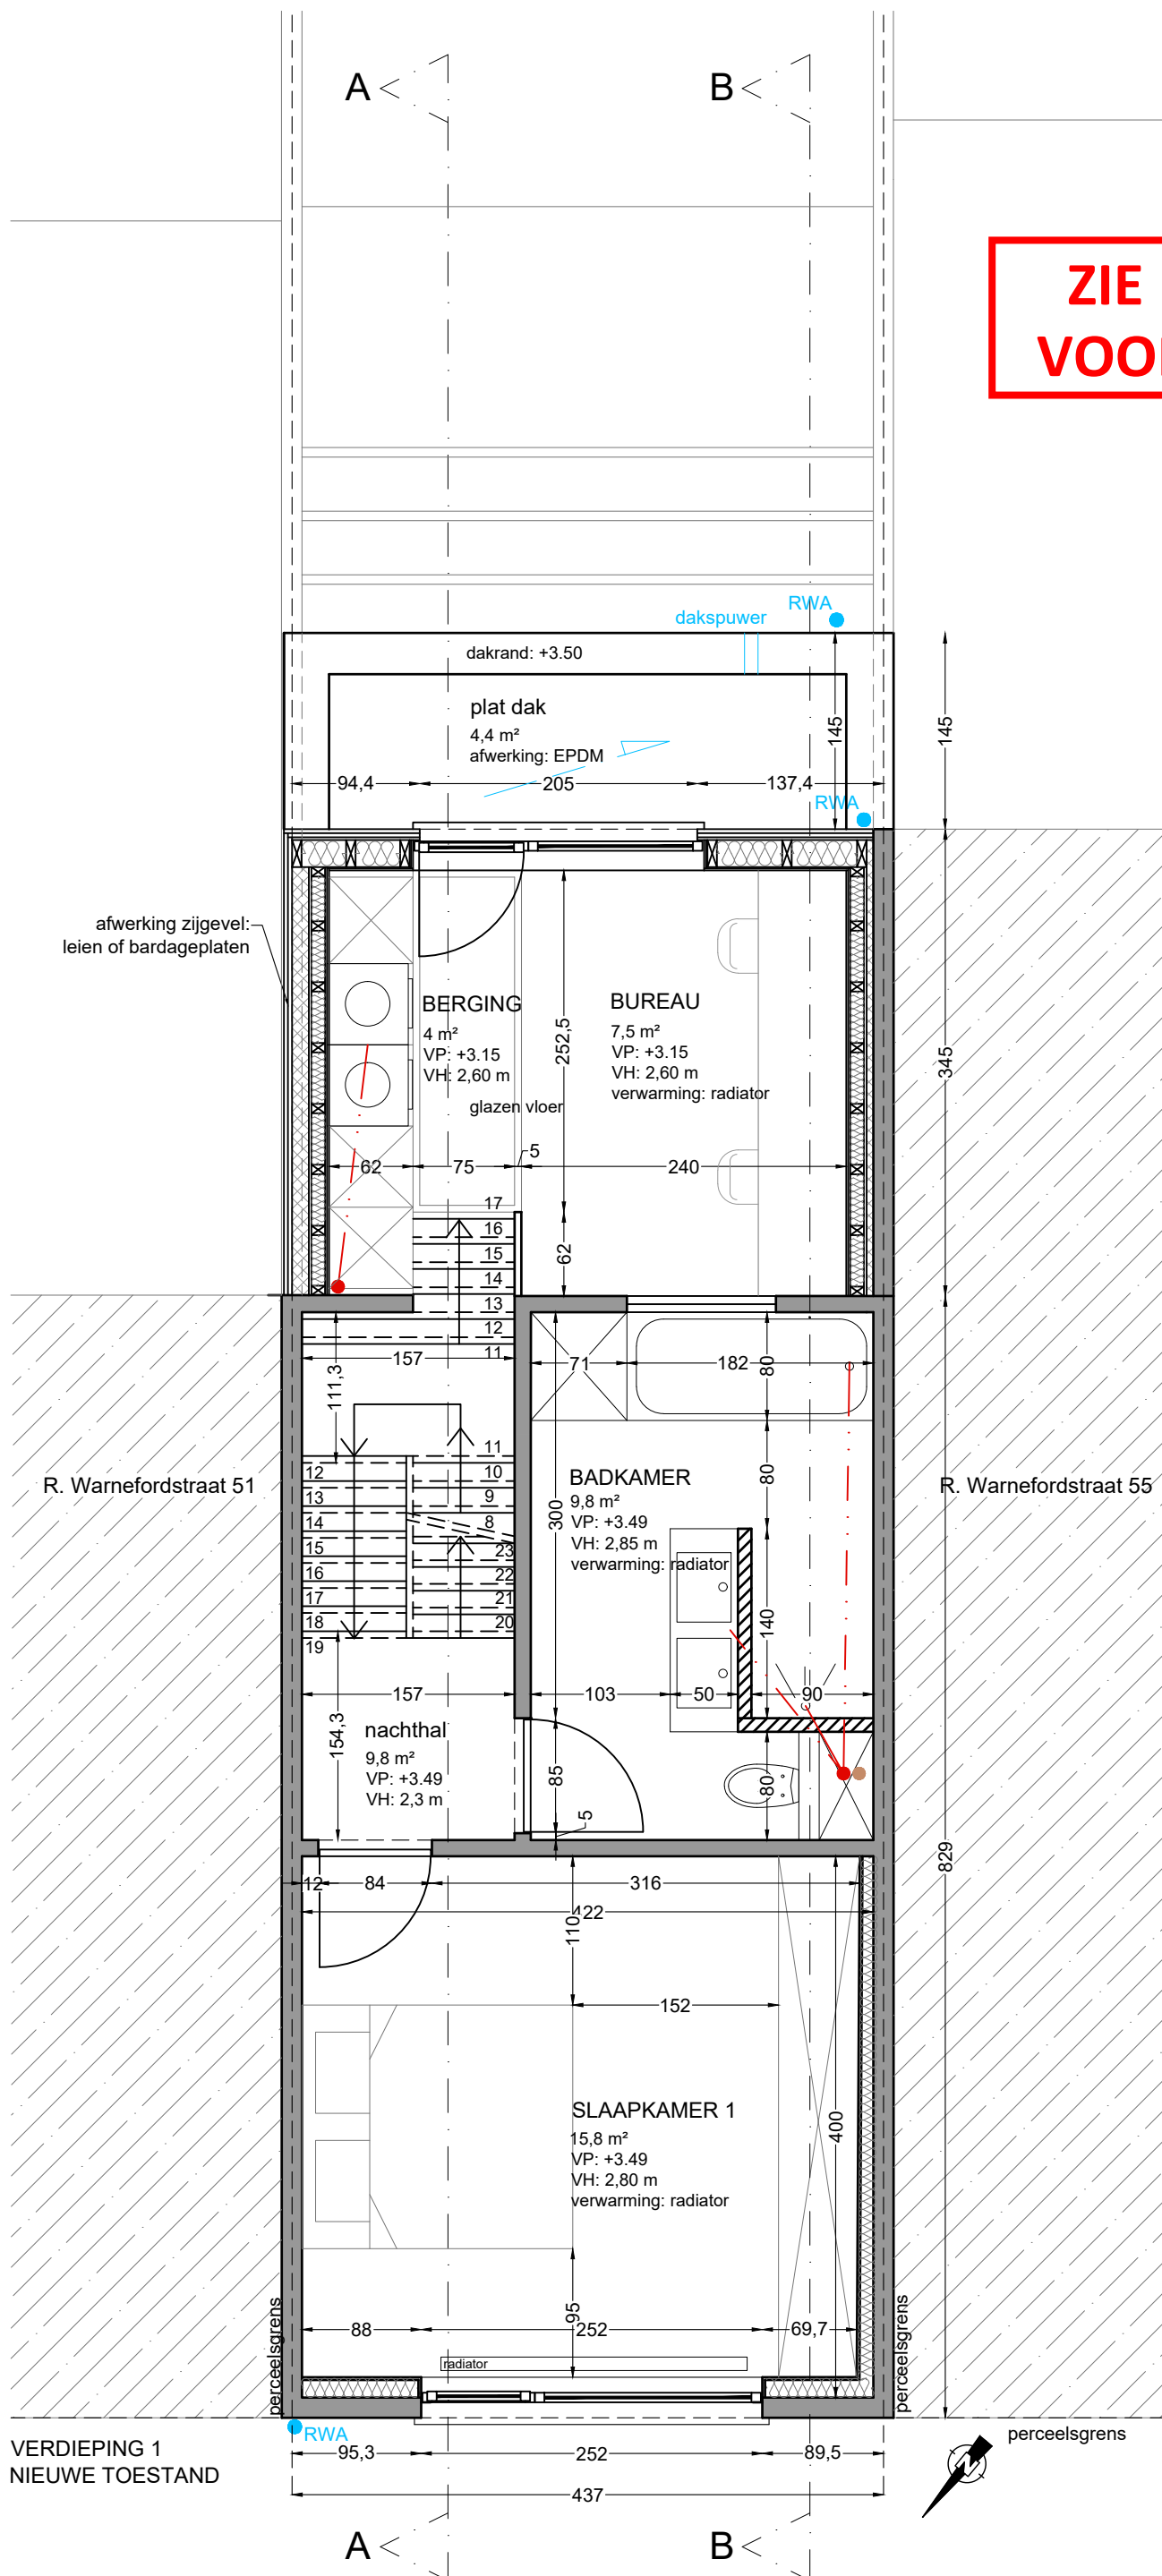 A
B
ZIE
dakspuwer
RWA
dakrand: +3.50
plat dak
4,4 m²
afwerking: EPDM
145
145
94,4
205
137,4
RWA
afwerking zijgevel:
leien of bardageplaten
BERGING
4 m²
VP: +3.15
VH: 2,60 m
glazen vloer
252,5
BUREAU
7,5 m²
VP: +3.15
VH: 2,60 m
verwarming: radiator
345
62
75
5
240
62
17
16
15
14
13
12
11
157
111,3
71
182
80
11
10
9
8
23
22
21
20
12
13
14
15
16
17
18
19
R. Warnefordstraat 51
BADKAMER
9,8 m²
VP: +3.49
VH: 2,85 m
verwarming: radiator
300
80
140
R. Warnefordstraat 55
157
103
50
90
154,3
nachthal
9,8 m²
VP: +3.49
VH: 2,3 m
85
5
80
829
12
84
316
422
110
152
SLAAPKAMER 1
15,8 m²
VP: +3.49
VH: 2,80 m
verwarming: radiator
400
95
88
252
69,7
radiator
perceelsgrens
perceelsgrens
RWA
perceelsgrens
VERDIEPING 1
NIEUWE TOESTAND
95,3
252
89,5
437
N
A
B